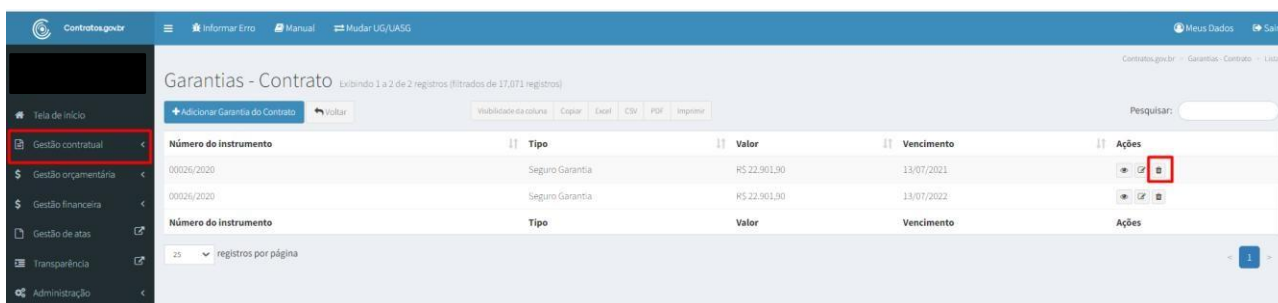 Contratos.gov.br
Informar Erro Manual Mudar UG/UASG Meus Dados Sair
Contratos.gov.br > Garantias - Contrato > Lista
Garantias - Contrato Exibindo 1 a 2 de 2 registros (filtrados de 17,071 registros)
+ Adicionar Garantia do Contrato Voltar Visibilidade da coluna Copiar Excel CSV PDF Imprimir Pesquisar:
Tela de início
Gestão contratual
Gestão orçamentária
Gestão financeira
Gestão de atas
Transparência
Administração
Número do instrumento Tipo Valor Vencimento Ações
00026/2020 Seguro Garantia R$ 22.901,90 13/07/2021
00026/2020 Seguro Garantia R$ 22.901,90 13/07/2022
Número do instrumento Tipo Valor Vencimento Ações
25 registros por página < 1 >